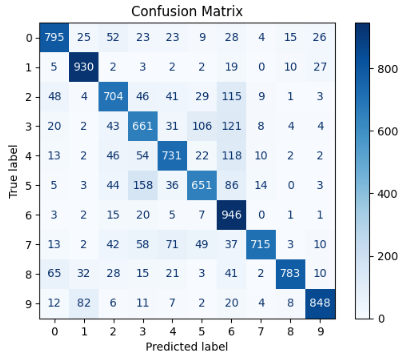 Confusion Matrix
0 795 25 52 23 23 9 28 4 15 26
1 5 930 2 3 2 2 19 0 10 27
2 48 4 704 46 41 29 115 9 1 3
3 20 2 43 661 31 106 121 8 4 4
4 13 2 46 54 731 22 118 10 2 2
5 5 3 44 158 36 651 86 14 0 3
6 3 2 15 20 5 7 946 0 1 1
7 13 2 42 58 71 49 37 715 3 10
8 65 32 28 15 21 3 41 2 783 10
9 12 82 6 11 7 2 20 4 8 848
0 1 2 3 4 5 6 7 8 9
Predicted label
True label
800
600
400
200
0